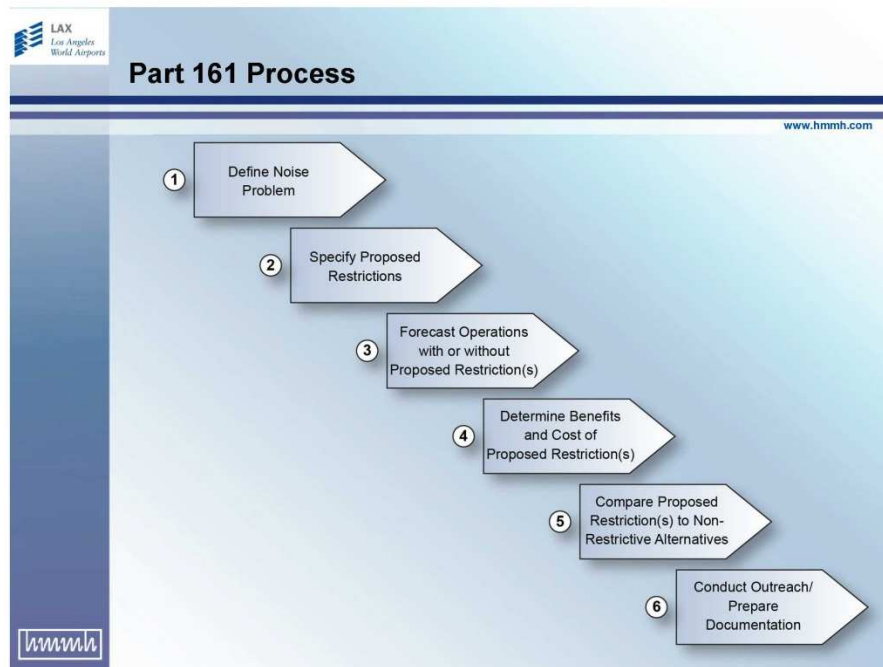 LAX
Los Angeles
World Airports
Part 161 Process
www.hmmh.com
1
Define Noise
Problem
2
Specify Proposed
Restrictions
3
Forecast Operations
with or without
Proposed Restriction(s)
4
Determine Benefits
and Cost of
Proposed Restriction(s)
5
Compare Proposed
Restriction(s) to Non-
Restrictive Alternatives
6
Conduct Outreach/
Prepare
Documentation
hmmh